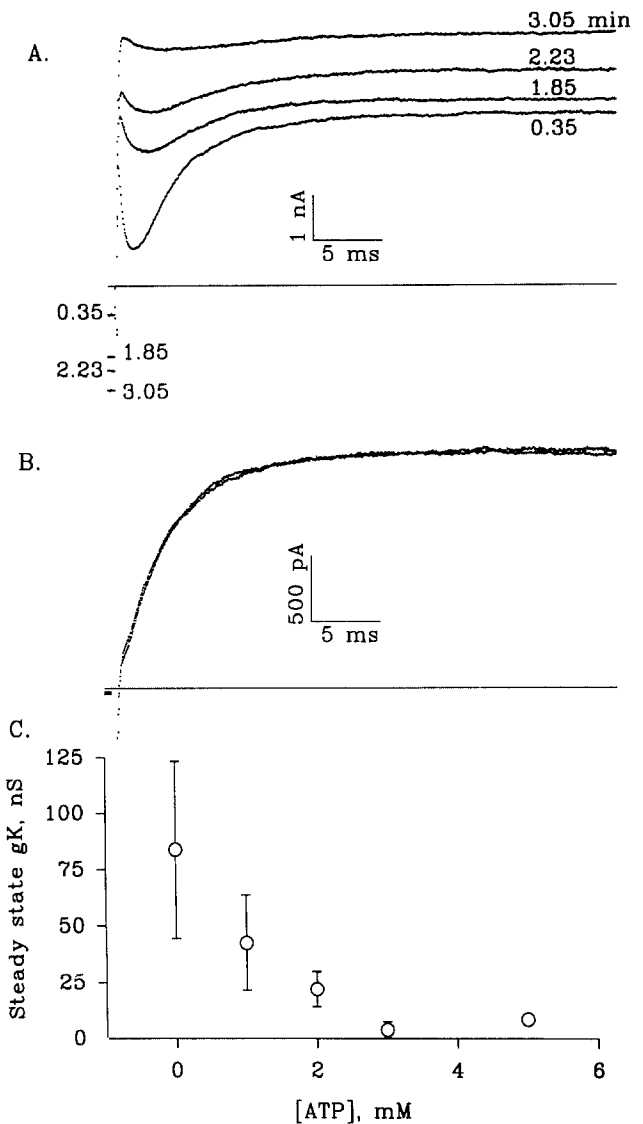 A.
3.05 min
2.23
1.85
0.35
1 nA
5 ms
0.35
1.85
2.23
3.05
B.
500 pA
5 ms
C.
Steady state gK, nS
125
100
75
50
25
0
0 2 4 6
[ATP], mM